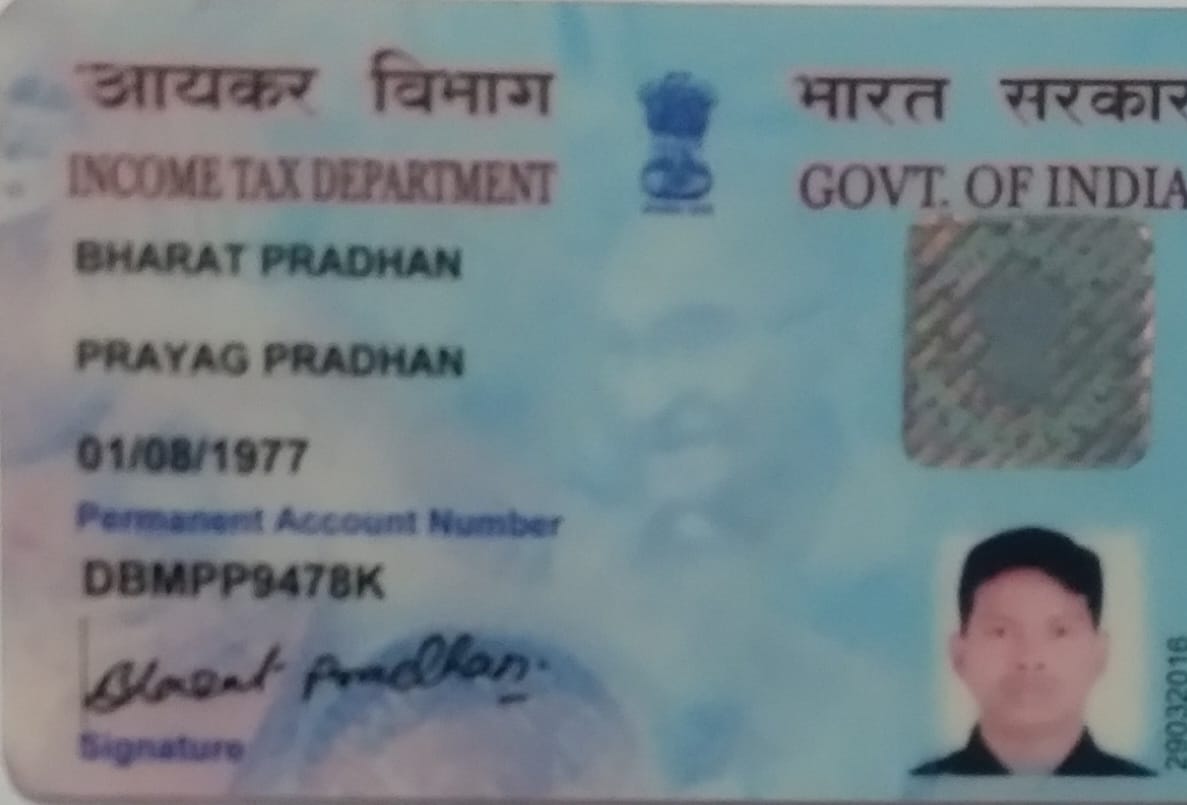 आयकर विभाग
भारत सरकार
INCOME TAX DEPARTMENT
GOVT. OF INDIA
BHARAT PRADHAN
PRAYAG PRADHAN
01/08/1977
Permanent Account Number
DBMPP9478K
Bharat Pradhan
Signature
29032016